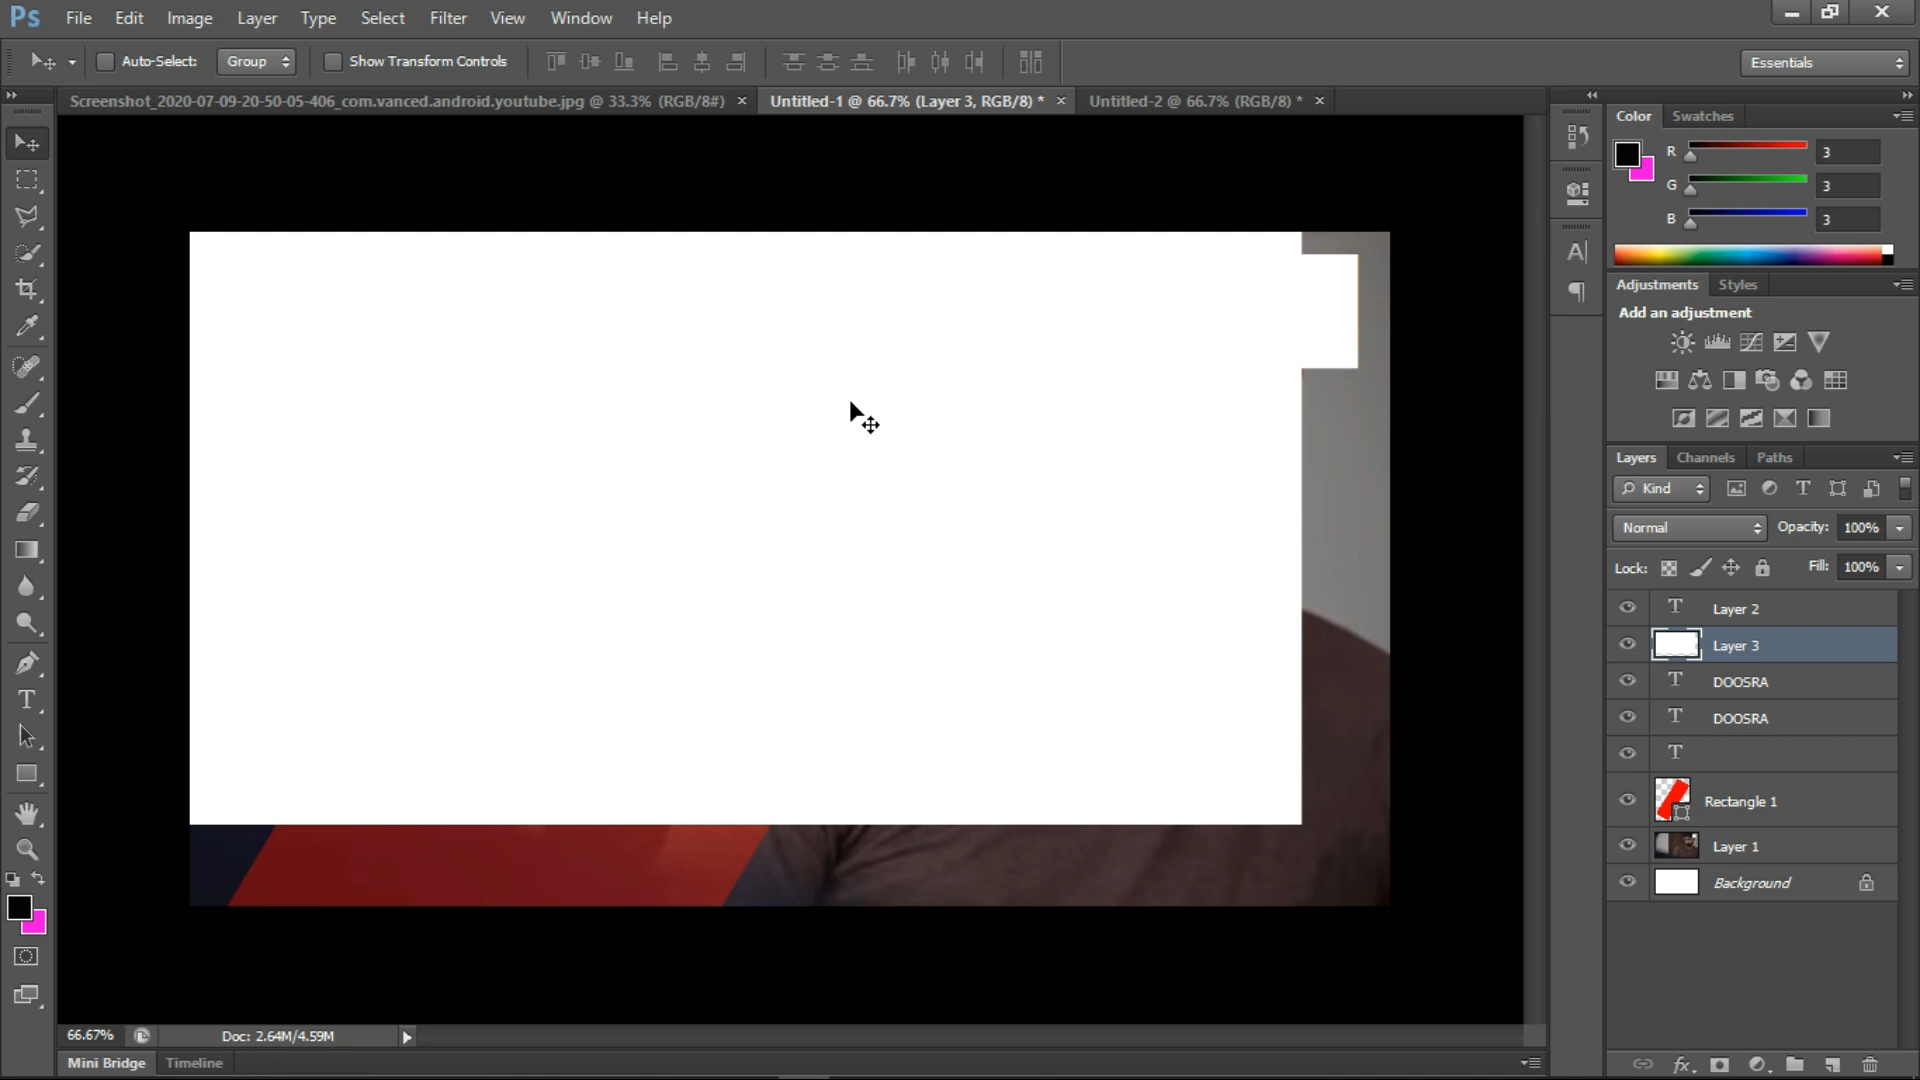 Ps File Edit Image Layer Type Select Filter View Window Help
Auto-Select: Group Show Transform Controls Essentials
Screenshot_2020-07-09-20-50-05-406_com.vanced.android.youtube.jpg @ 33.3% (RGB/8#) × Untitled-1 @ 66.7% (Layer 3, RGB/8) * × Untitled-2 @ 66.7% (RGB/8) * ×
Color Swatches
R 3
G 3
B 3
Adjustments Styles
Add an adjustment
Layers Channels Paths
Kind
Normal Opacity: 100%
Lock: Fill: 100%
Layer 2
Layer 3
DOOSRA
DOOSRA
Rectangle 1
Layer 1
Background
66.67% Doc: 2.64M/4.59M
Mini Bridge Timeline